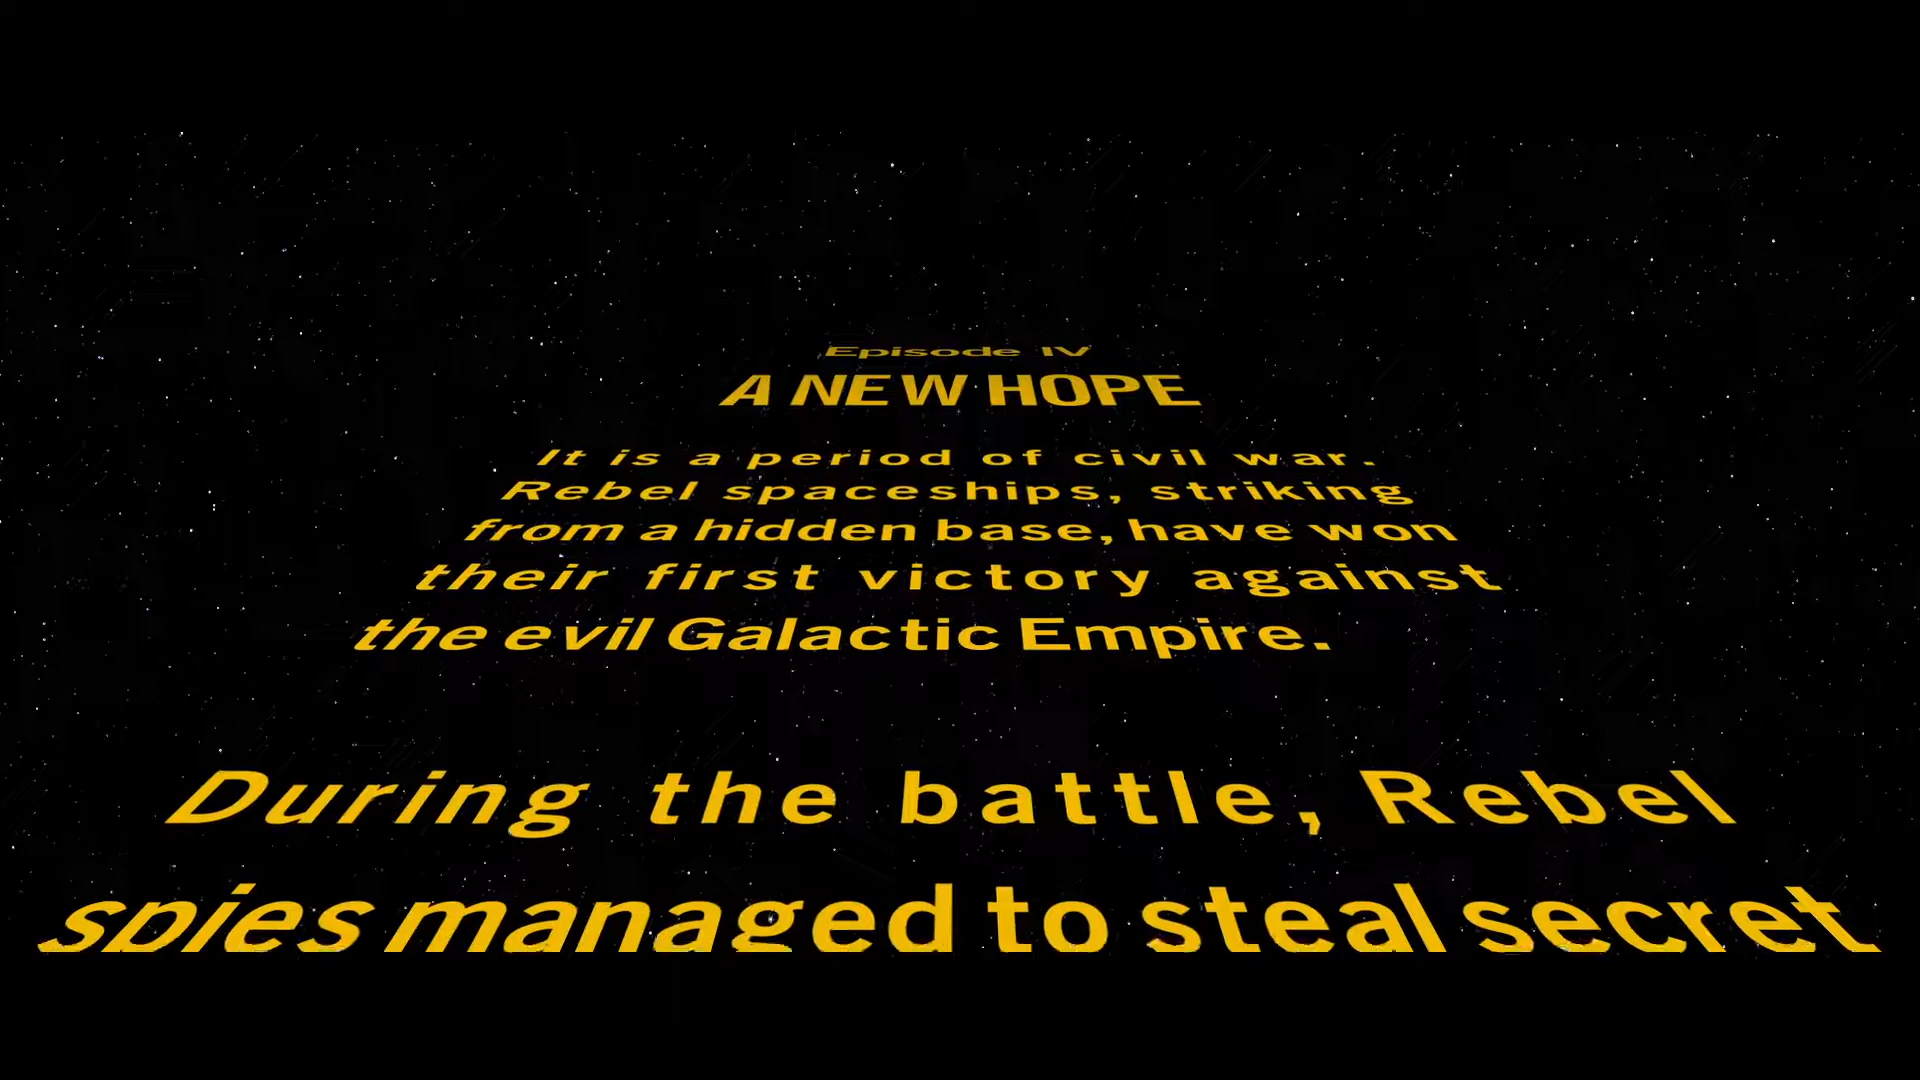 Episode IV
A NEW HOPE
It is a period of civil war.
Rebel spaceships, striking
from a hidden base, have won
their first victory against
the evil Galactic Empire.
During the battle, Rebel
spies managed to steal secret